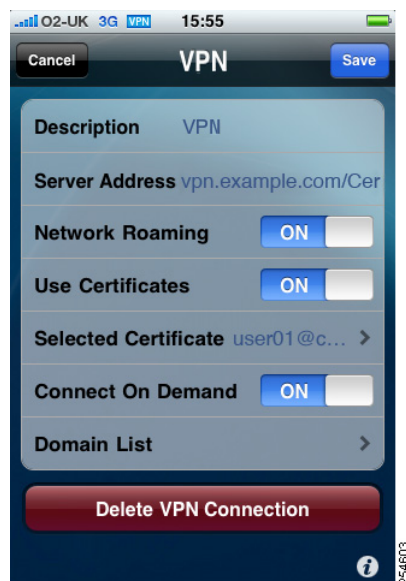 O2-UK 3G VPN 15:55
Cancel VPN Save
Description VPN
Server Address vpn.example.com/Cer
Network Roaming ON
Use Certificates ON
Selected Certificate user01@c...
Connect On Demand ON
Domain List
Delete VPN Connection